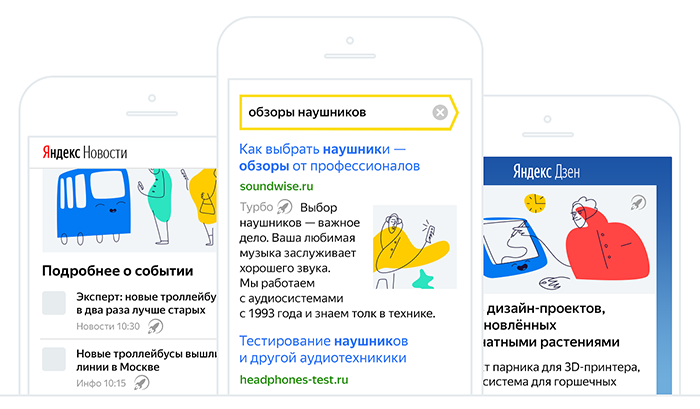 Яндекс Новости
Подробнее о событии
Эксперт: новые троллейбу
в два раза лучше старых
Новости 10:30
Новые троллейбусы вышли
линии в Москве
Инфо 10:15
обзоры наушников
Как выбрать наушники —
обзоры от профессионалов
soundwise.ru
Турбо Выбор
наушников — важное
дело. Ваша любимая
музыка заслуживает
хорошего звука.
Мы работаем
с аудиосистемами
с 1993 года и знаем толк в технике.
Тестирование наушников
и другой аудиотехникики
headphones-test.ru
Яндекс Дзен
дизайн-проектов,
новлённых
натными растениями
т парника для 3D-принтера,
система для горшечных